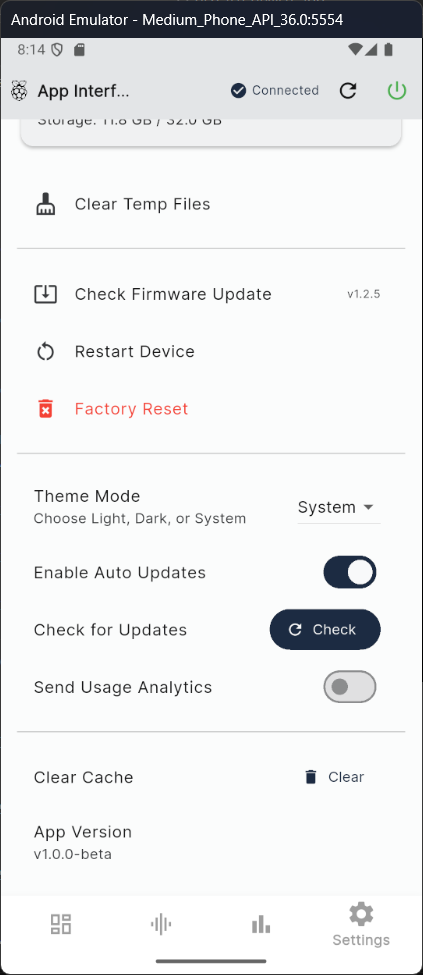 Android Emulator - Medium_Phone_API_36.0:5554
8:14
App Interf... Connected
Storage: 11.8 GB / 32.0 GB
Clear Temp Files
Check Firmware Update v1.2.5
Restart Device
Factory Reset
Theme Mode
Choose Light, Dark, or System
System
Enable Auto Updates
Check for Updates Check
Send Usage Analytics
Clear Cache Clear
App Version
v1.0.0-beta
Settings